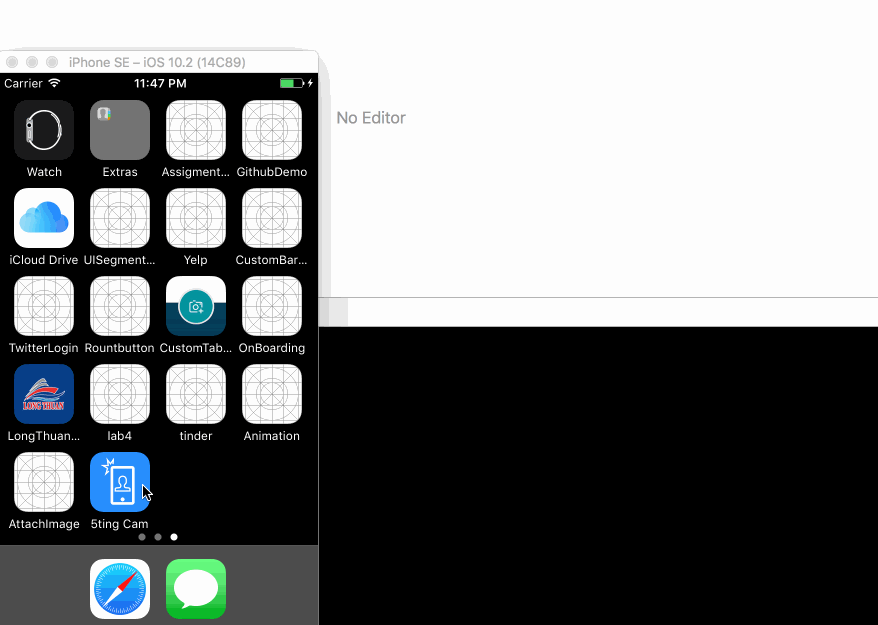 iPhone SE – iOS 10.2 (14C89)
Carrier 11:47 PM
No Editor
Watch Extras Assigment... GithubDemo
iCloud Drive UISegment... Yelp CustomBar...
TwitterLogin Rountbutton CustomTab... OnBoarding
LONG THUAN
LongThuan... lab4 tinder Animation
AttachImage 5ting Cam